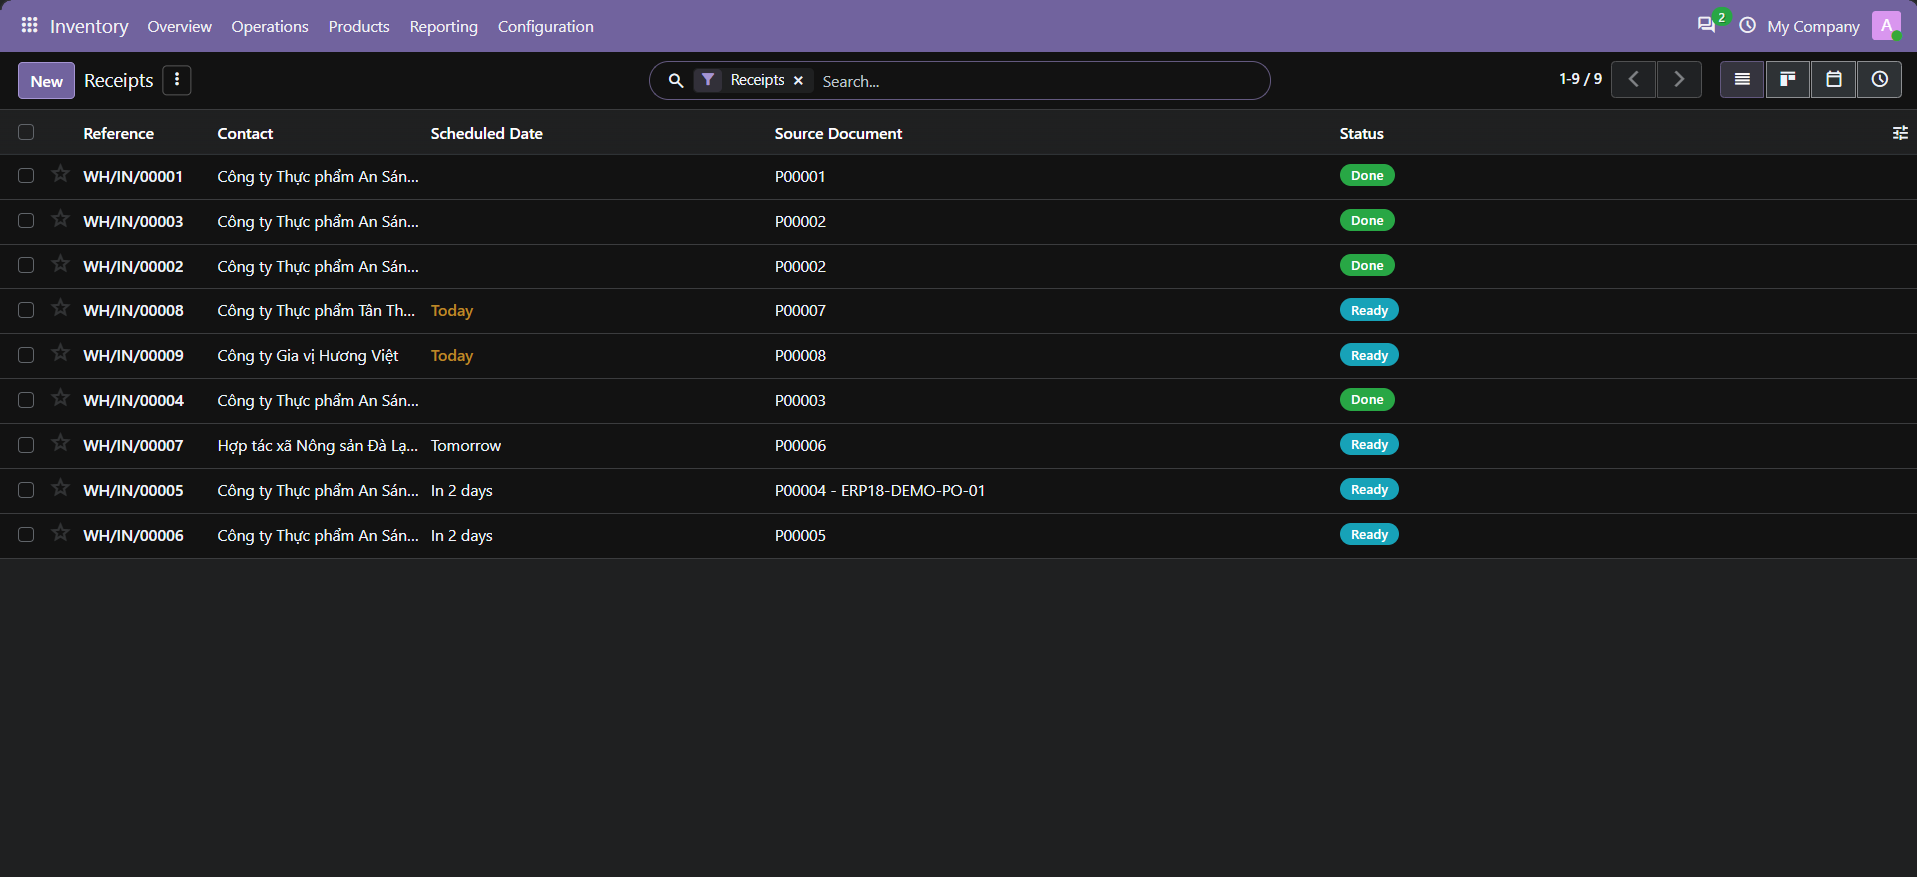 Inventory Overview Operations Products Reporting Configuration 2 My Company A
New Receipts Receipts Search... 1-9 / 9
Reference Contact Scheduled Date Source Document Status
WH/IN/00001 Công ty Thực phẩm An Sán... P00001 Done
WH/IN/00003 Công ty Thực phẩm An Sán... P00002 Done
WH/IN/00002 Công ty Thực phẩm An Sán... P00002 Done
WH/IN/00008 Công ty Thực phẩm Tân Th... Today P00007 Ready
WH/IN/00009 Công ty Gia vị Hương Việt Today P00008 Ready
WH/IN/00004 Công ty Thực phẩm An Sán... P00003 Done
WH/IN/00007 Hợp tác xã Nông sản Đà Lạ... Tomorrow P00006 Ready
WH/IN/00005 Công ty Thực phẩm An Sán... In 2 days P00004 - ERP18-DEMO-PO-01 Ready
WH/IN/00006 Công ty Thực phẩm An Sán... In 2 days P00005 Ready